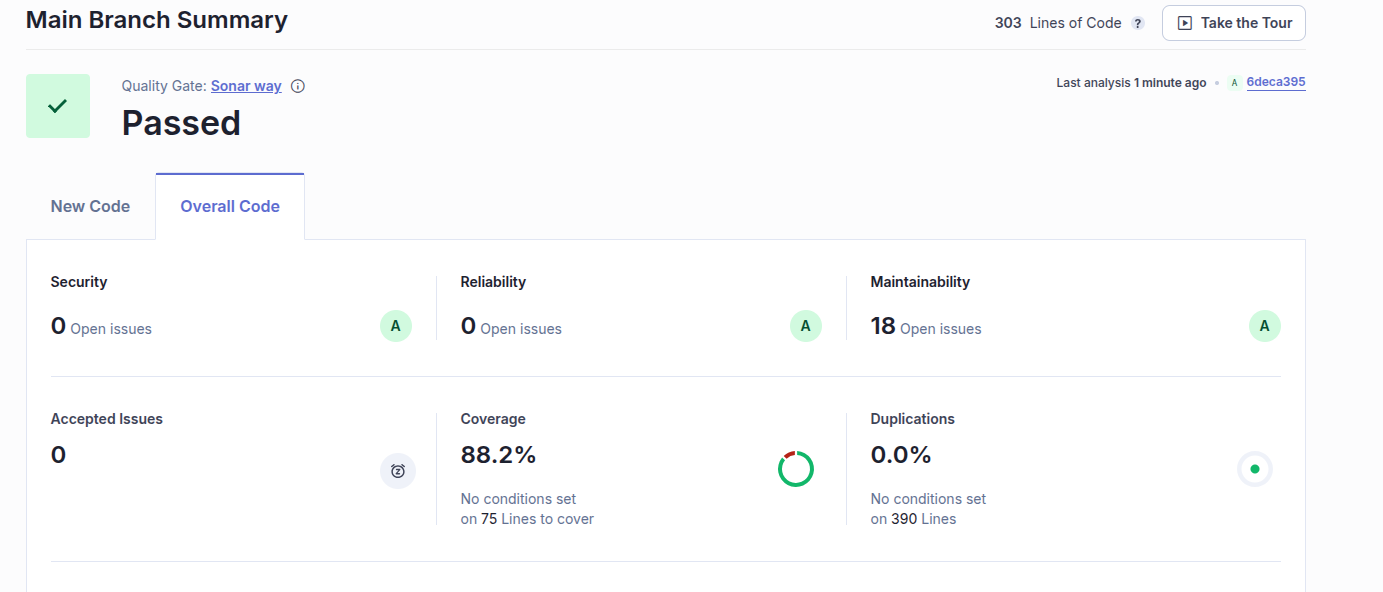 Main Branch Summary
303 Lines of Code ? Take the Tour
Quality Gate: Sonar way
Last analysis 1 minute ago • A 6deca395
Passed
New Code Overall Code
Security
0 Open issues A
Reliability
0 Open issues A
Maintainability
18 Open issues A
Accepted Issues
0
Coverage
88.2%
No conditions set
on 75 Lines to cover
Duplications
0.0%
No conditions set
on 390 Lines